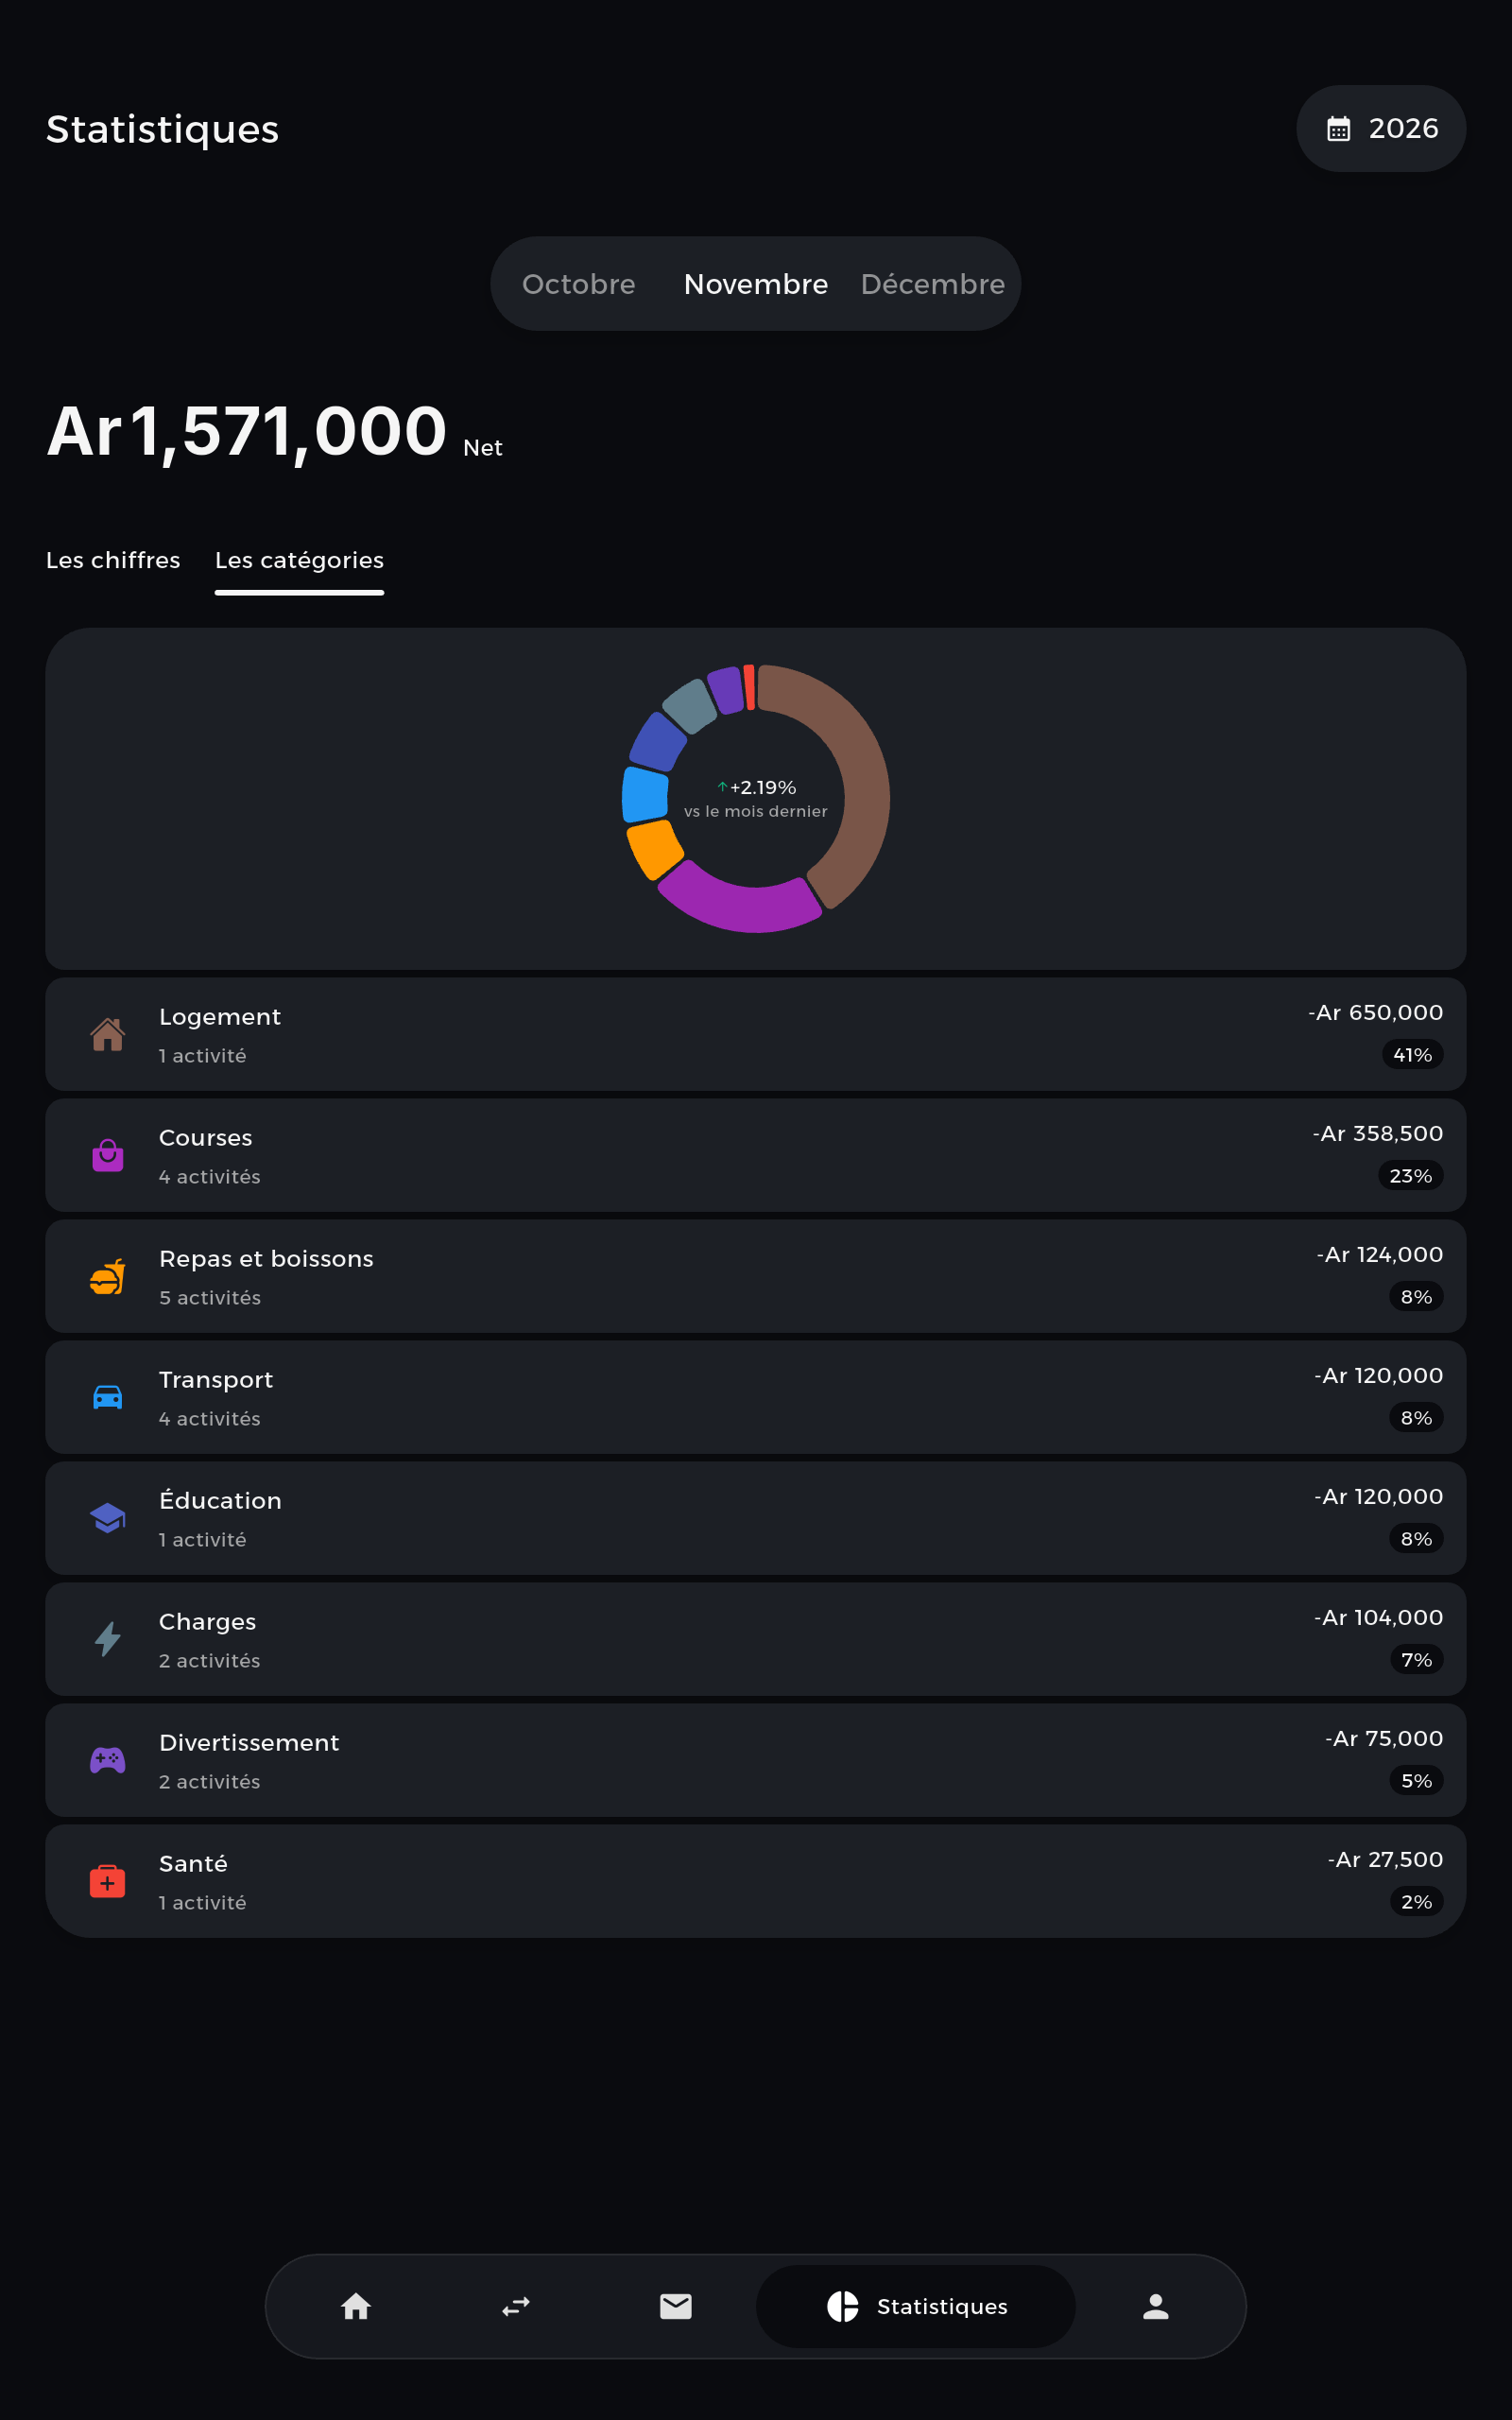 Statistiques
2026
Octobre Novembre Décembre
Ar 1,571,000 Net
Les chiffres Les catégories
↑+2.19%
vs le mois dernier
Logement
-Ar 650,000
1 activité
41%
Courses
-Ar 358,500
4 activités
23%
Repas et boissons
-Ar 124,000
5 activités
8%
Transport
-Ar 120,000
4 activités
8%
Éducation
-Ar 120,000
1 activité
8%
Charges
-Ar 104,000
2 activités
7%
Divertissement
-Ar 75,000
2 activités
5%
Santé
-Ar 27,500
1 activité
2%
Statistiques